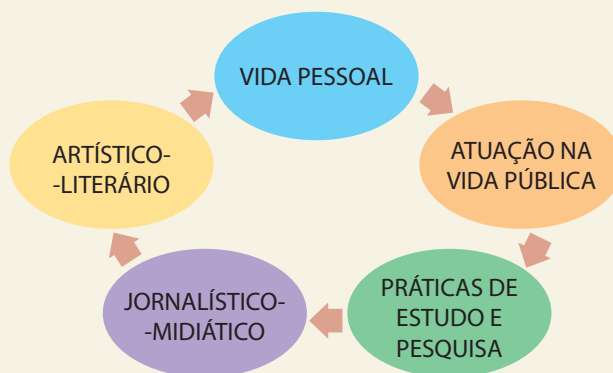 VIDA PESSOAL
ATUAÇÃO NA
VIDA PÚBLICA
PRÁTICAS DE
ESTUDO E
PESQUISA
JORNALÍSTICO-
-MIDIÁTICO
ARTÍSTICO-
-LITERÁRIO